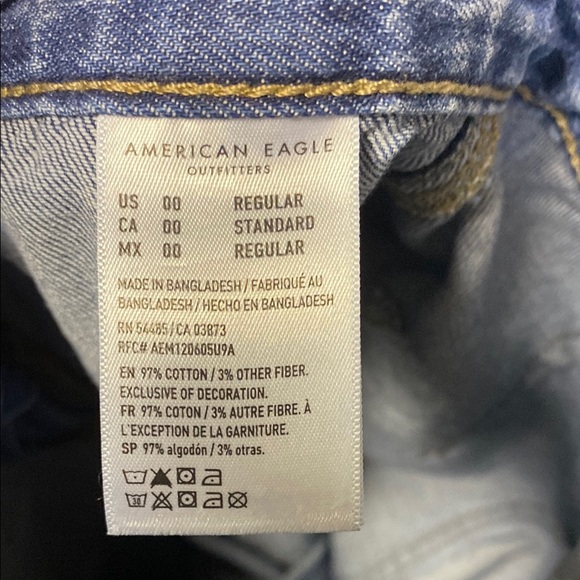 AMERICAN EAGLE
OUTFITTERS
US 00 REGULAR
CA 00 STANDARD
MX 00 REGULAR
MADE IN BANGLADESH / FABRIQUÉ AU
BANGLADESH / HECHO EN BANGLADESH
RN 54485 / CA 03873
RFC# AEM120605U9A
EN 97% COTTON / 3% OTHER FIBER.
EXCLUSIVE OF DECORATION.
FR 97% COTON / 3% AUTRE FIBRE. À
L'EXCEPTION DE LA GARNITURE.
SP 97% algodón / 3% otras.
30